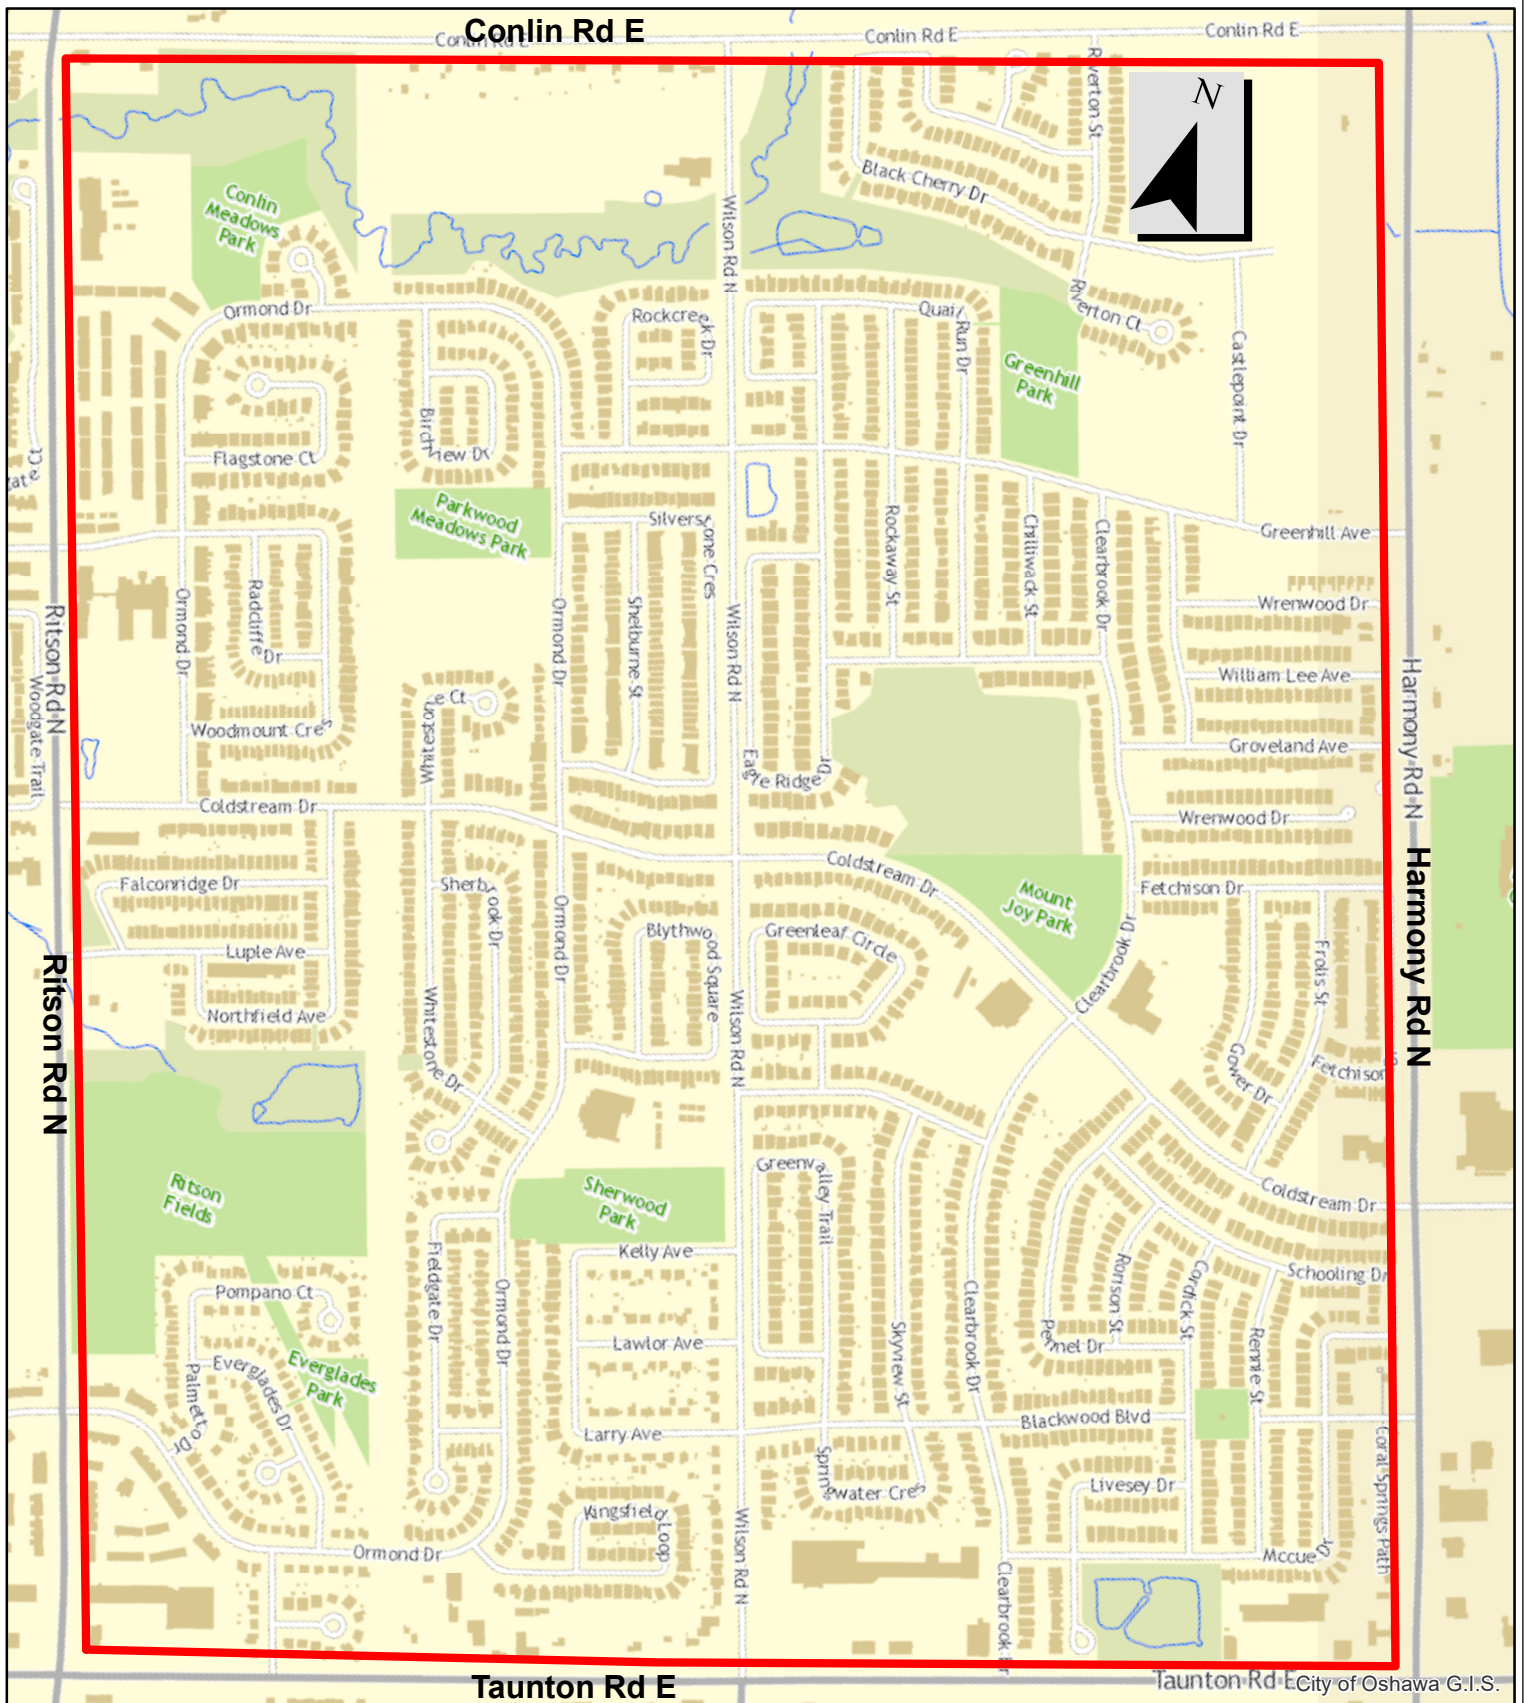 Conlin Rd E
Conlin Rd E
Conlin Rd E
Conlin Rd E
N
Riverton St
Black Cherry Dr
Conlin
Meadows
Park
Wilson Rd N
Ormond Dr
Rockcreek Dr
Quail Run Dr
Riverton Ct
Greenhill
Park
Castlepoint Dr
Birchview Dr
Flagstone Ct
Parkwood
Meadows Park
Silverstone Cres
Rockaway St
Chilliwack St
Clearbrook Dr
Greenhill Ave
Ritson Rd N
Ormond Dr
Radcliffe Dr
Ormond Dr
Shelburne St
Wilson Rd N
Wrenwood Dr
William Lee Ave
Harmony Rd N
Woodgate Trail
Woodmount Cres
Whitestone Ct
Eagle Ridge Dr
Groveland Ave
Coldstream Dr
Wrenwood Dr
Coldstream Dr
Harmony Rd N
Falconridge Dr
Sherbrook Dr
Ormond Dr
Mount
Joy Park
Fetchison Dr
Luple Ave
Blythwood Square
Greenleaf Circle
Clearbrook Dr
Frolis St
Ritson Rd N
Northfield Ave
Whitestone Dr
Wilson Rd N
Gower Dr
Fetchison
Ritson
Fields
Sherwood
Park
Greenvalley Trail
Coldstream Dr
Kelly Ave
Pompano Ct
Fieldgate Dr
Ormond Dr
Clearbrook Dr
Rorison St
Cordick St
Schooling Dr
Lawlor Ave
Skyview St
Pennel Dr
Rennie St
Everglades Dr
Everglades
Park
Palmetto Dr
Larry Ave
Blackwood Blvd
Springwater Cres
Livesey Dr
Coral Springs Path
Kingsfield Loop
Wilson Rd N
Ormond Dr
Clearbrook Dr
Mccue Dr
Taunton Rd E
Taunton Rd E
City of Oshawa G.I.S.